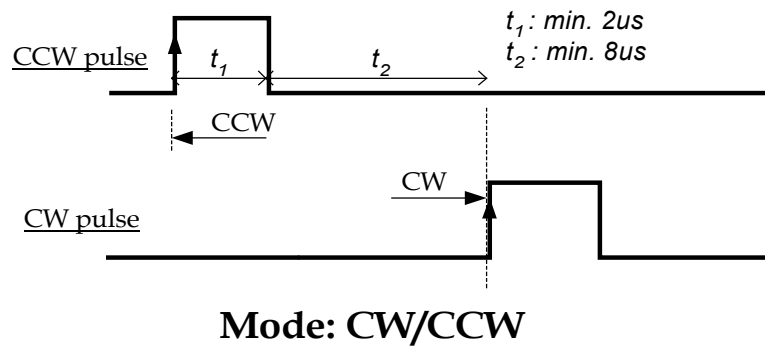 t1: min. 2us
t2: min. 8us
CCW pulse
t1
t2
CCW
CW
CW pulse
Mode: CW/CCW